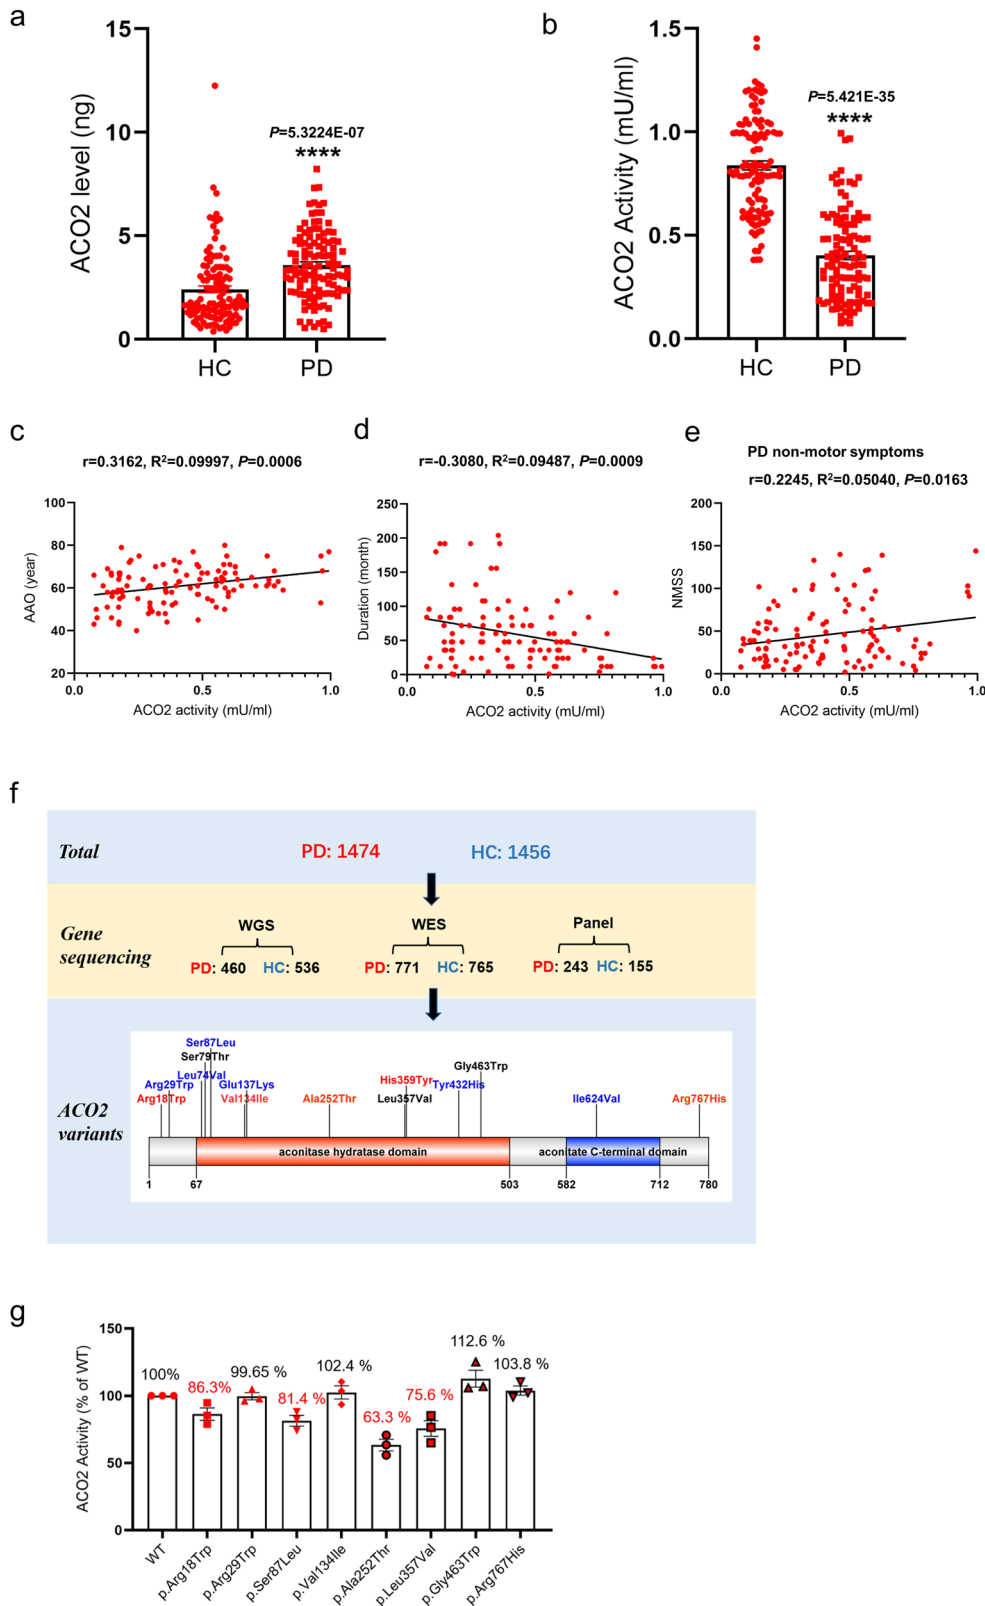 a
15
10
5
0
ACO2 level (ng)
P=5.3224E-07
****
HC
PD
b
1.5
1.0
0.5
0.0
ACO2 Activity (mU/ml)
P=5.421E-35
****
HC
PD
c
r=0.3162, R²=0.09997, P=0.0006
100
80
60
40
20
AAO (year)
0.0
0.5
1.0
ACO2 activity (mU/ml)
d
r=-0.3080, R²=0.09487, P=0.0009
250
200
150
100
50
0
Duration (month)
0.0
0.5
1.0
ACO2 activity (mU/ml)
e
PD non-motor symptoms
r=0.2245, R²=0.05040, P=0.0163
200
150
100
50
0
NMSS
0.0
0.5
1.0
ACO2 activity (mU/ml)
f
Total
PD: 1474
HC: 1456
Gene
sequencing
WGS
PD: 460 HC: 536
WES
PD: 771 HC: 765
Panel
PD: 243 HC: 155
ACO2
variants
Ser87Leu
Ser79Thr
Leu74Val
Arg29Trp
Glu137Lys
Arg18Trp
Val134Ile
Ala252Thr
His359Tyr
Leu357Val
Gly463Trp
Tyr432His
Ile624Val
Arg767His
aconitase hydratase domain
aconitate C-terminal domain
1
67
503
582
712
780
g
150
100
50
0
ACO2 Activity (% of WT)
100%
86.3%
99.65 %
81.4 %
102.4 %
63.3 %
75.6 %
112.6 %
103.8 %
WT
p.Arg18Trp
p.Arg29Trp
p.Ser87Leu
p.Val134Ile
p.Ala252Thr
p.Leu357Val
p.Gly463Trp
p.Arg767His